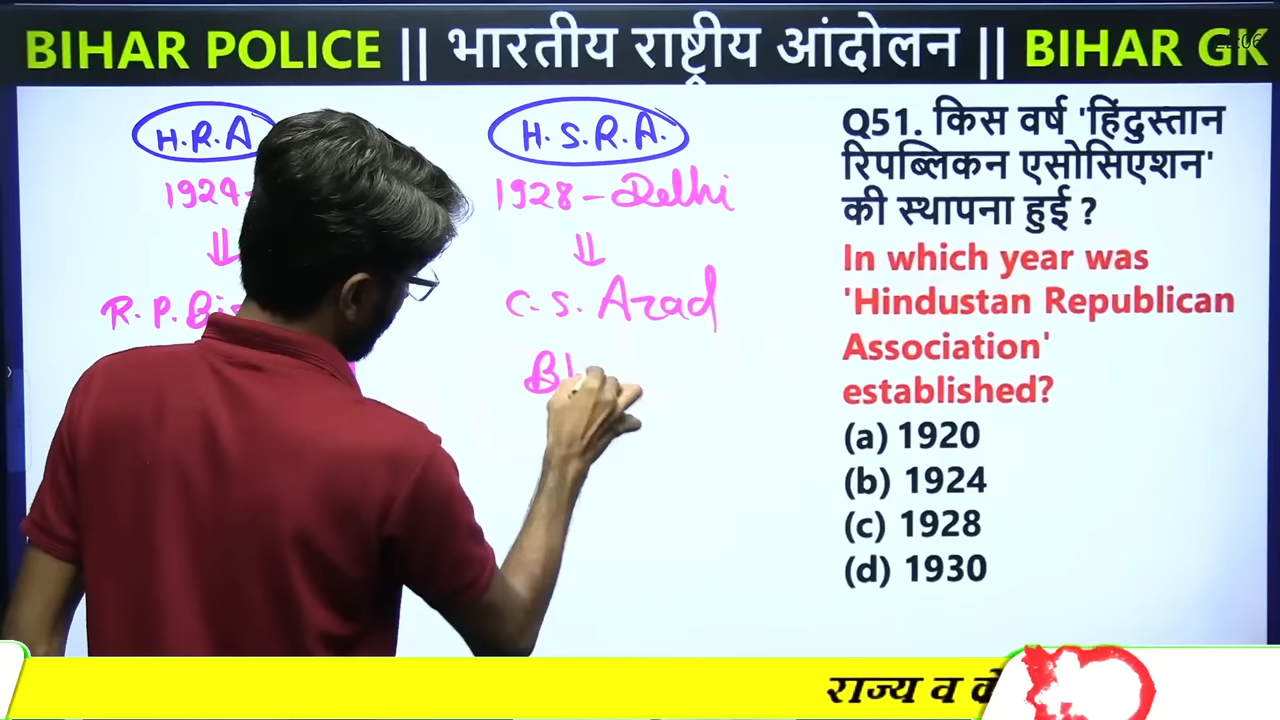 BIHAR POLICE || भारतीय राष्ट्रीय आंदोलन || BIHAR GK
H.R.A
1924-
⇓
R. P.
H. S. R. A.
1928 - Delhi
⇓
C. S. Azad
Q51. किस वर्ष 'हिंदुस्तान
रिपब्लिकन एसोसिएशन'
की स्थापना हुई ?
In which year was
'Hindustan Republican
Association'
established?
(a) 1920
(b) 1924
(c) 1928
(d) 1930
राज्य व